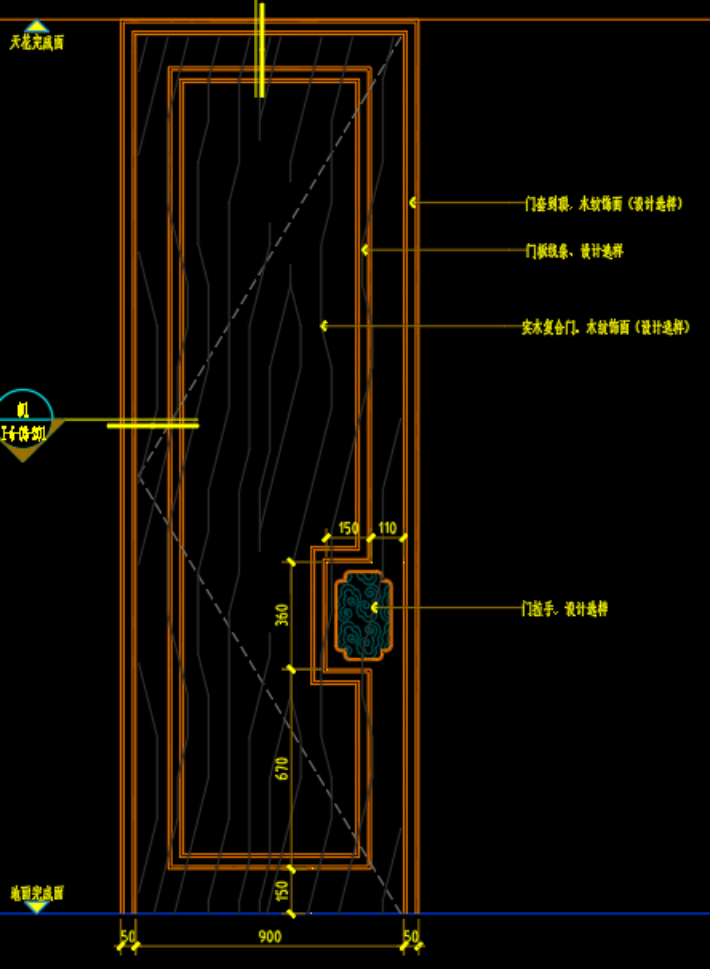 天花完成面
门套到顶、木纹饰面（设计选样）
门板线条、设计选样
实木复合门、木纹饰面（设计选样）
01
150 110
360
门拉手、设计选样
670
150
地面完成面
50 900 50